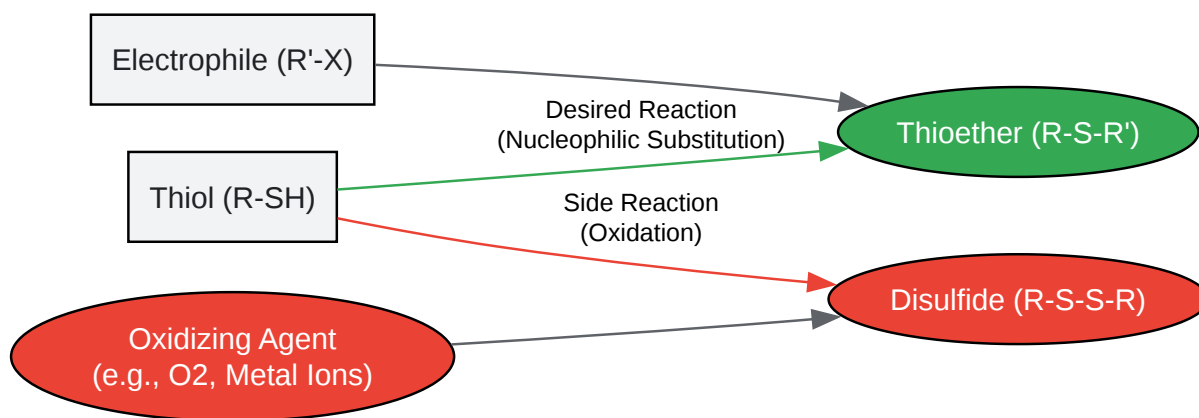 Electrophile (R'-X)
Desired Reaction
(Nucleophilic Substitution)
Thioether (R-S-R')
Thiol (R-SH)
Side Reaction
(Oxidation)
Disulfide (R-S-S-R)
Oxidizing Agent
(e.g., O2, Metal Ions)